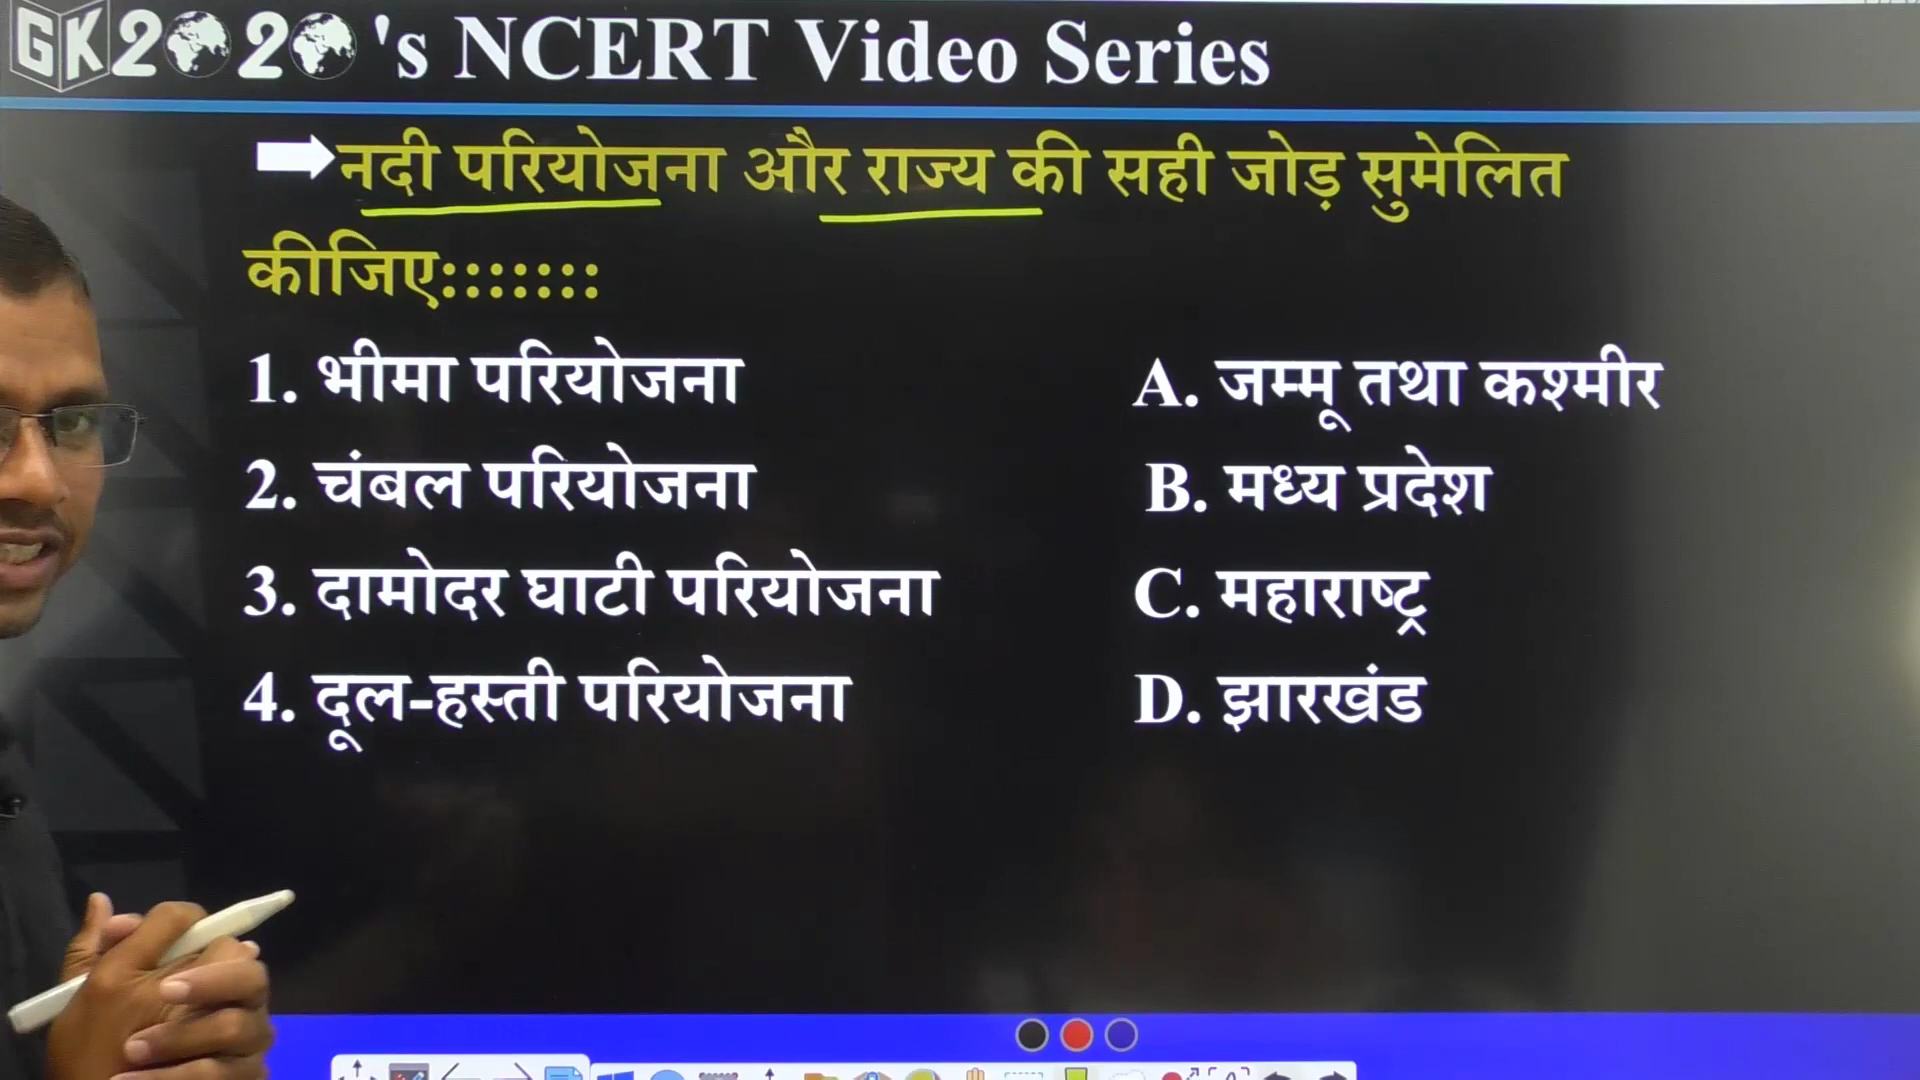 GK2020's NCERT Video Series
नदी परियोजना और राज्य की सही जोड़ सुमेलित
कीजिए:::::::
1. भीमा परियोजना
A. जम्मू तथा कश्मीर
2. चंबल परियोजना
B. मध्य प्रदेश
3. दामोदर घाटी परियोजना
C. महाराष्ट्र
4. दूल-हस्ती परियोजना
D. झारखंड